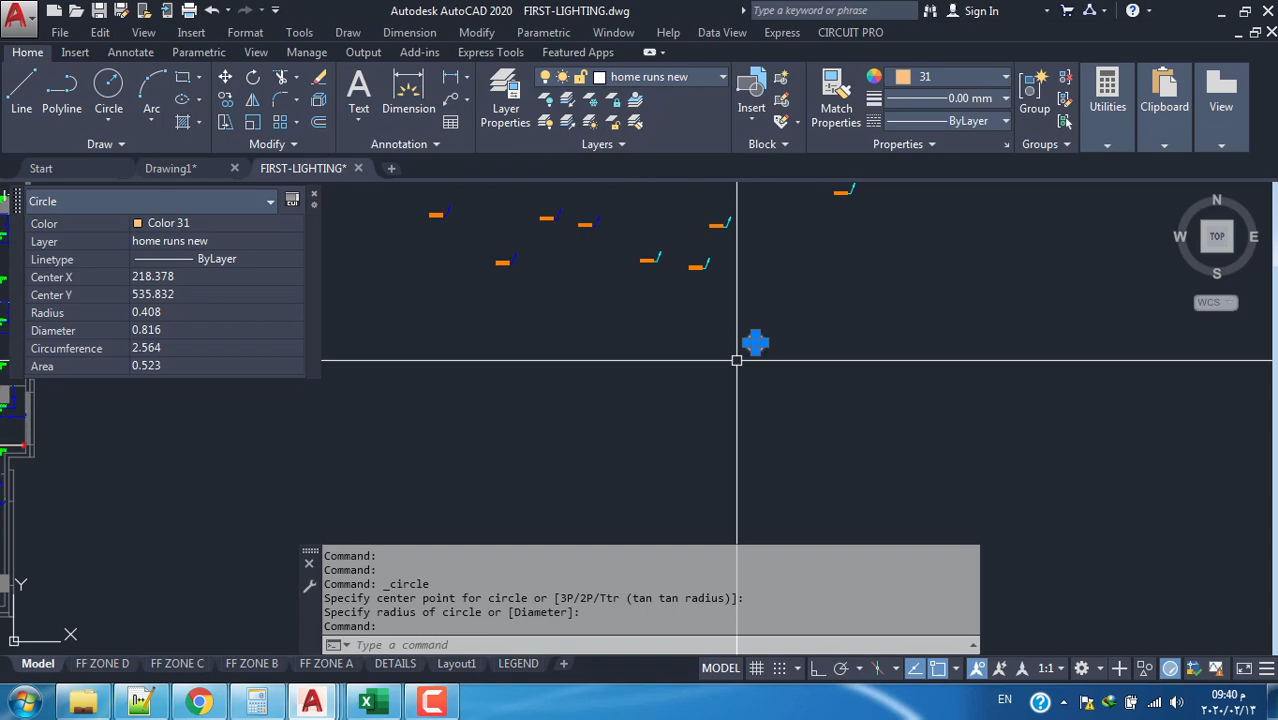 Autodesk AutoCAD 2020 FIRST-LIGHTING.dwg
Type a keyword or phrase
Sign In
File Edit View Insert Format Tools Draw Dimension Modify Parametric Window Help Data View Express CIRCUIT PRO
Home Insert Annotate Parametric View Manage Output Add-ins Express Tools Featured Apps
Line Polyline Circle Arc
Text Dimension
Layer Properties
home runs new
Insert
Match Properties
31
0.00 mm
ByLayer
Group
Utilities Clipboard View
Draw Modify Annotation Layers Block Properties Groups
Start Drawing1* FIRST-LIGHTING*
Circle
Color Color 31
Layer home runs new
Linetype ByLayer
Center X 218.378
Center Y 535.832
Radius 0.408
Diameter 0.816
Circumference 2.564
Area 0.523
N
W TOP E
S
WCS
Command:
Command:
Command: _circle
Specify center point for circle or [3P/2P/Ttr (tan tan radius)]:
Specify radius of circle or [Diameter]:
Command:
Type a command
Y
X
Model FF ZONE D FF ZONE C FF ZONE B FF ZONE A DETAILS Layout1 LEGEND
MODEL 1:1
EN
09:40 م
٢٠٢٠/٠٢/١٣